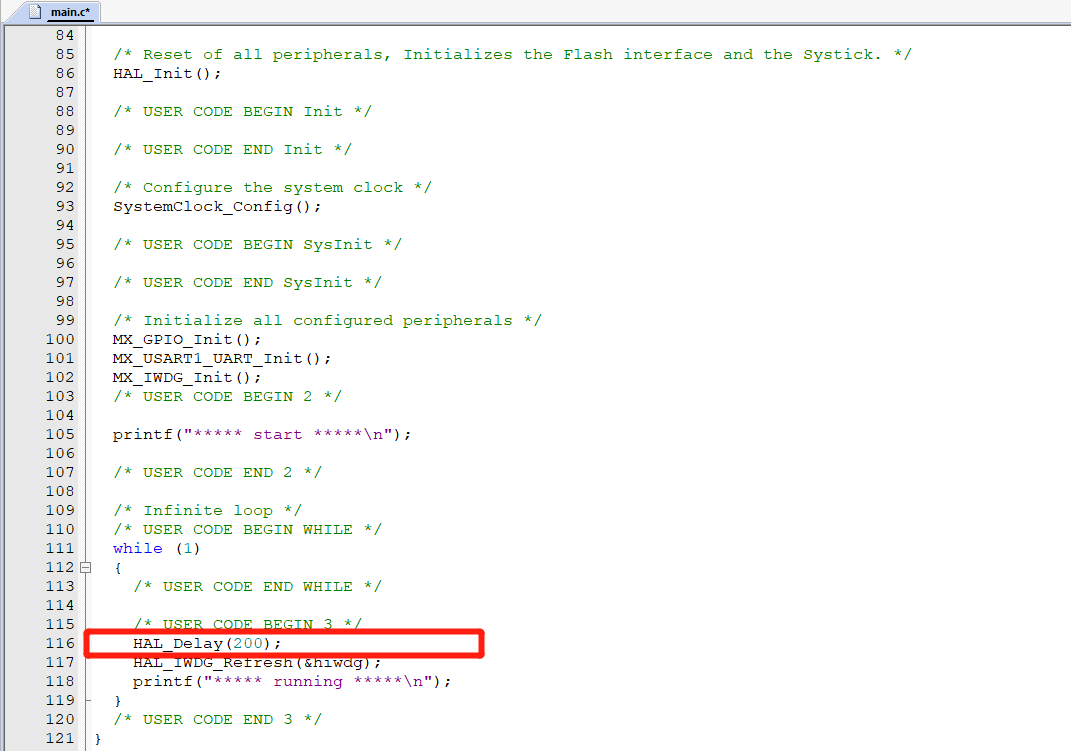 main.c*
84
85 /* Reset of all peripherals, Initializes the Flash interface and the Systick. */
86 HAL_Init();
87
88 /* USER CODE BEGIN Init */
89
90 /* USER CODE END Init */
91
92 /* Configure the system clock */
93 SystemClock_Config();
94
95 /* USER CODE BEGIN SysInit */
96
97 /* USER CODE END SysInit */
98
99 /* Initialize all configured peripherals */
100 MX_GPIO_Init();
101 MX_USART1_UART_Init();
102 MX_IWDG_Init();
103 /* USER CODE BEGIN 2 */
104
105 printf("***** start *****\n");
106
107 /* USER CODE END 2 */
108
109 /* Infinite loop */
110 /* USER CODE BEGIN WHILE */
111 while (1)
112 {
113 /* USER CODE END WHILE */
114
115 /* USER CODE BEGIN 3 */
116 HAL_Delay(200);
117 HAL_IWDG_Refresh(&hiwdg);
118 printf("***** running *****\n");
119 }
120 /* USER CODE END 3 */
121 }